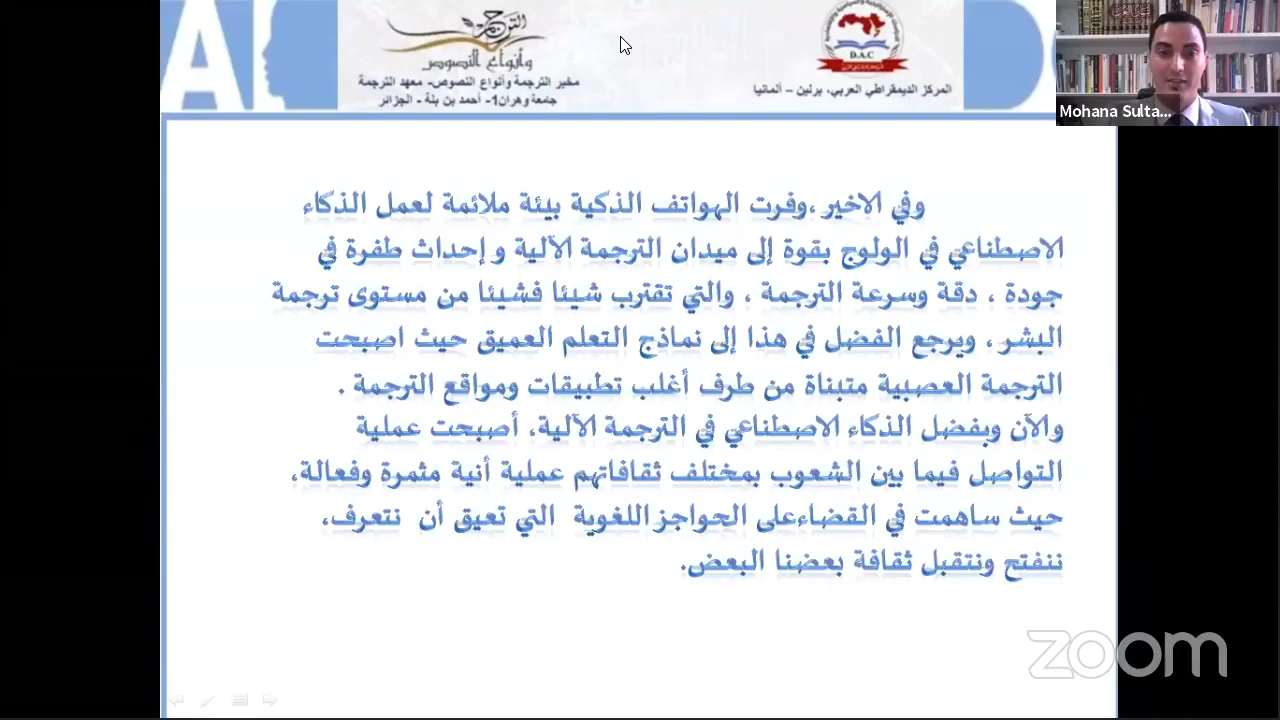 A
D
الترجمة
وأنواع النصوص
مخبر الترجمة وأنواع النصوص- معهد الترجمة
جامعة وهران1- أحمد بن بلة - الجزائر
D.A.C
المركز الديمقراطي العربي، برلين – ألمانيا
Mohana Sulta...
وفي الاخير ،وفرت الهواتف الذكية بيئة ملائمة لعمل الذكاء
الاصطناعي في الولوج بقوة إلى ميدان الترجمة الآلية و إحداث طفرة في
جودة ، دقة وسرعة الترجمة ، والتي تقترب شيئا فشيئا من مستوى ترجمة
البشر ، ويرجع الفضل في هذا إلى نماذج التعلم العميق حيث اصبحت
الترجمة العصبية متبناة من طرف أغلب تطبيقات ومواقع الترجمة .
والآن وبفضل الذكاء الاصطناعي في الترجمة الآلية، أصبحت عملية
التواصل فيما بين الشعوب بمختلف ثقافاتهم عملية أنية مثمرة وفعالة،
حيث ساهمت في القضاءعلى الحواجز اللغوية التي تعيق أن نتعرف،
ننفتح ونتقبل ثقافة بعضنا البعض.
zoom